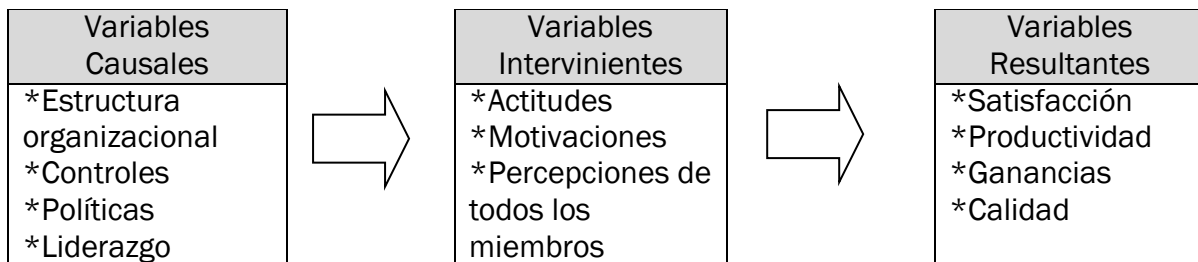 Variables
Causales
*Estructura
organizacional
*Controles
*Políticas
*Liderazgo
Variables
Intervinientes
*Actitudes
*Motivaciones
*Percepciones de
todos los
miembros
Variables
Resultantes
*Satisfacción
*Productividad
*Ganancias
*Calidad